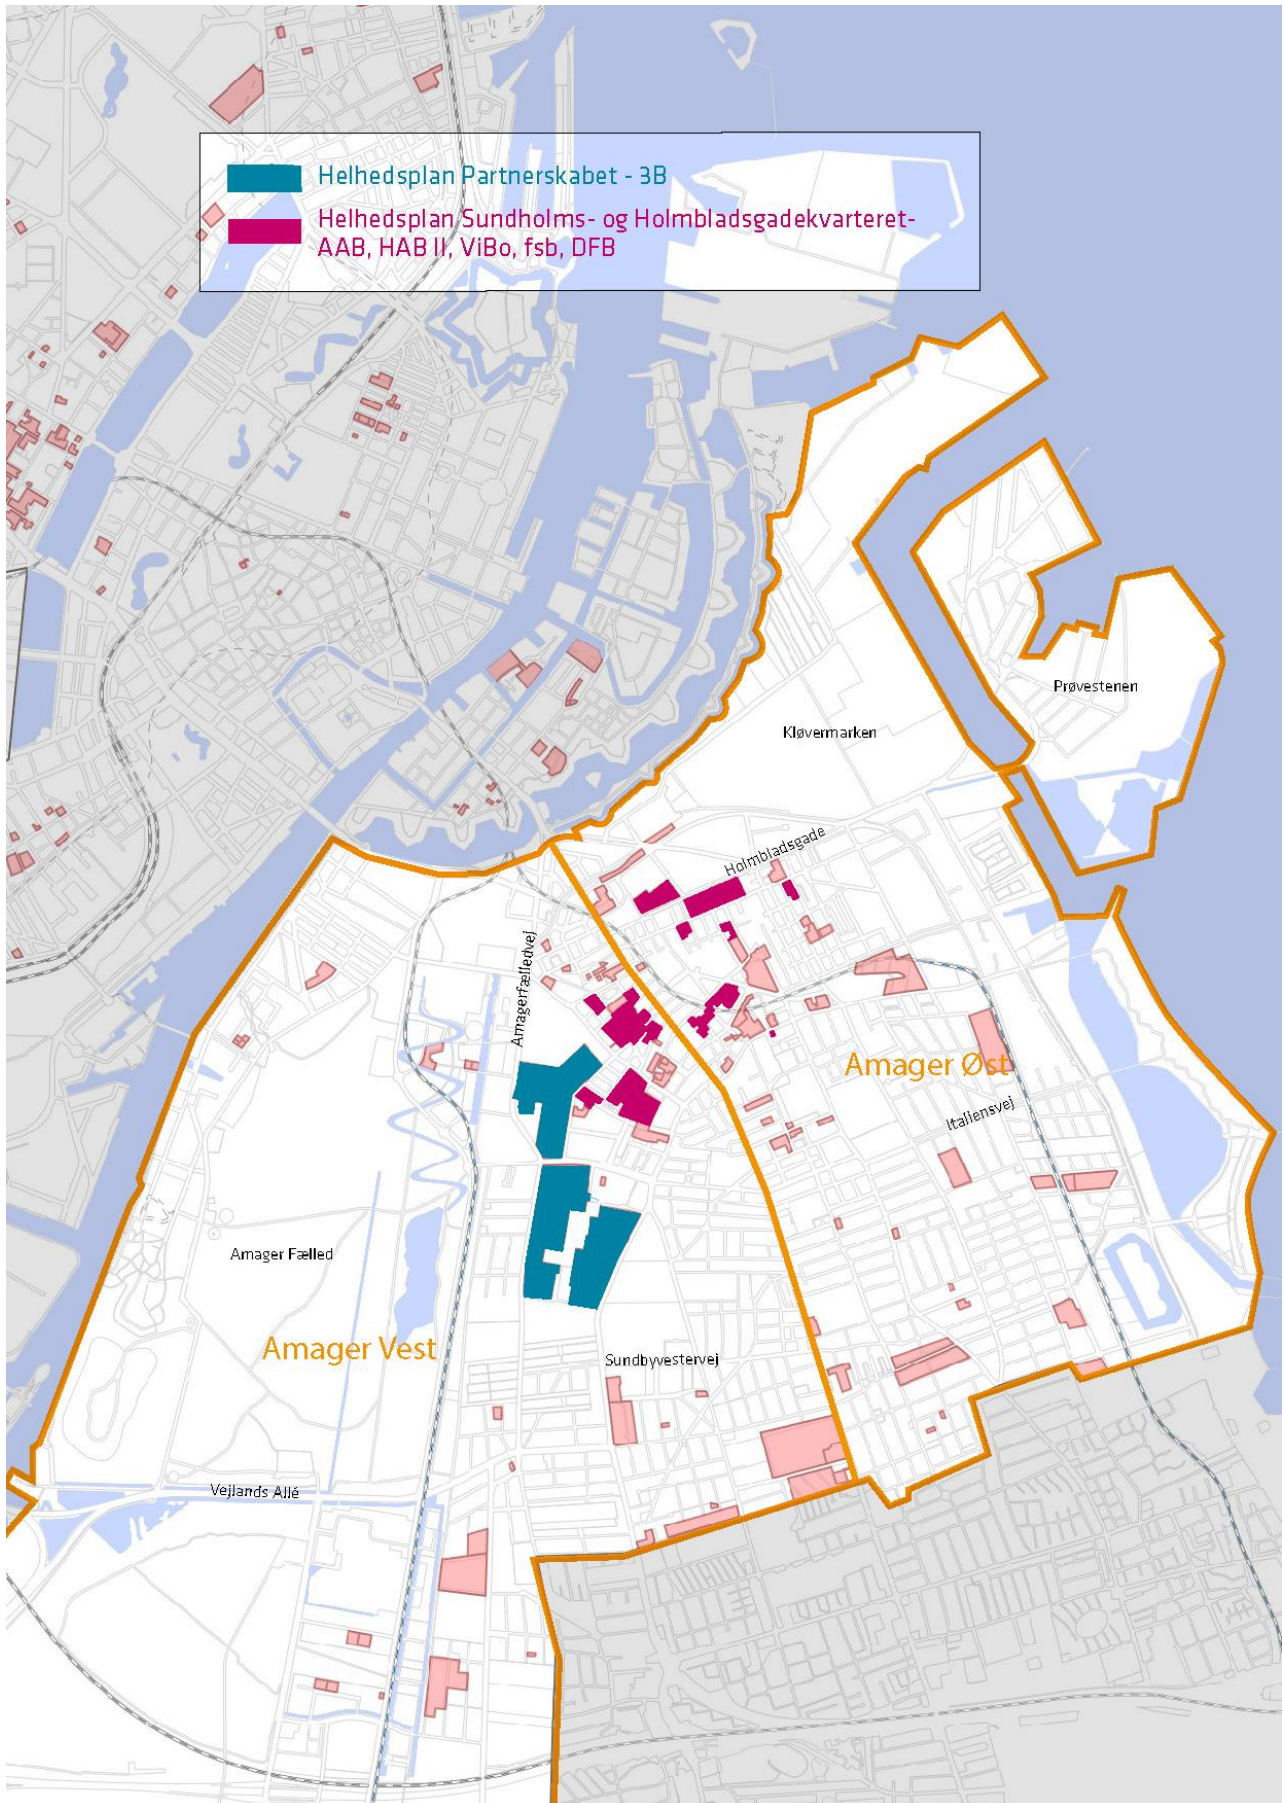 Helhedsplan Partnerskabet - 3B
Helhedsplan Sundholms- og Holmbladsgadekvarteret-
AAB, HAB II, ViBo, fsb, DFB
Prøvestenen
Kløvermarken
Holmbladsgade
Amagerfælledvej
Amager Øst
Italiensvej
Amager Fælled
Amager Vest
Sundbyvestervej
Vejlands Allé